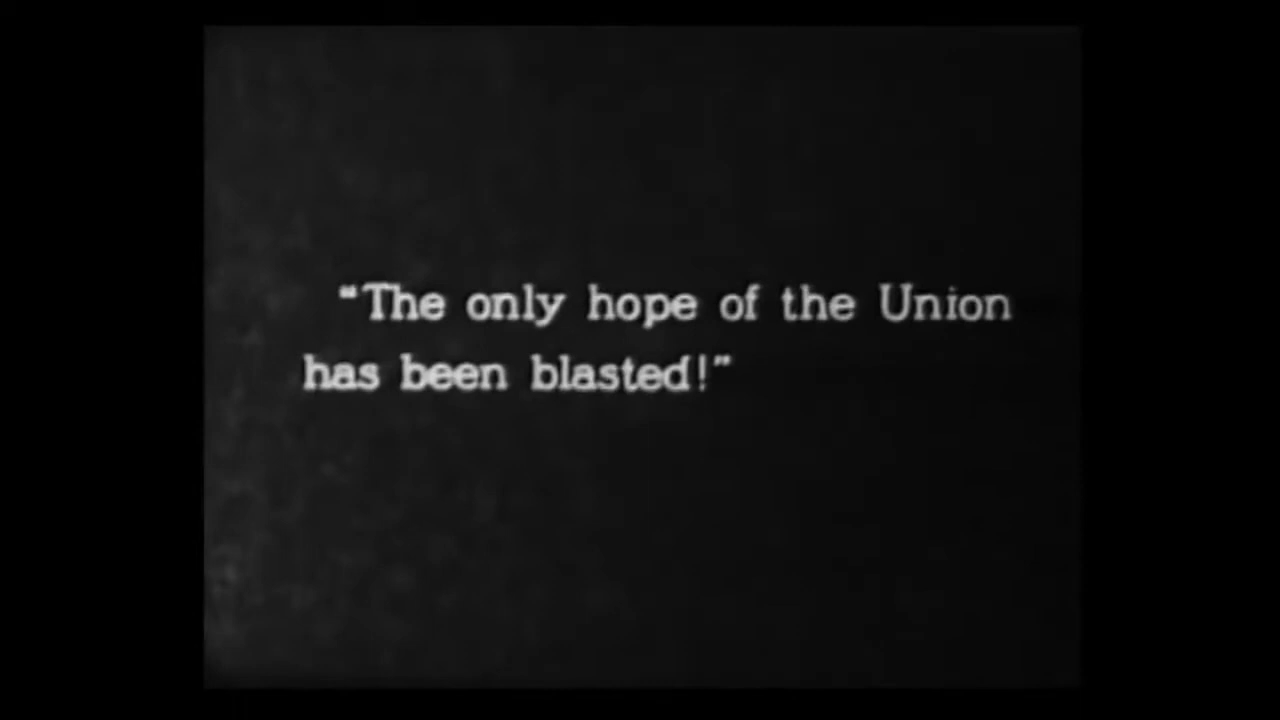 “The only hope of the Union
has been blasted!”